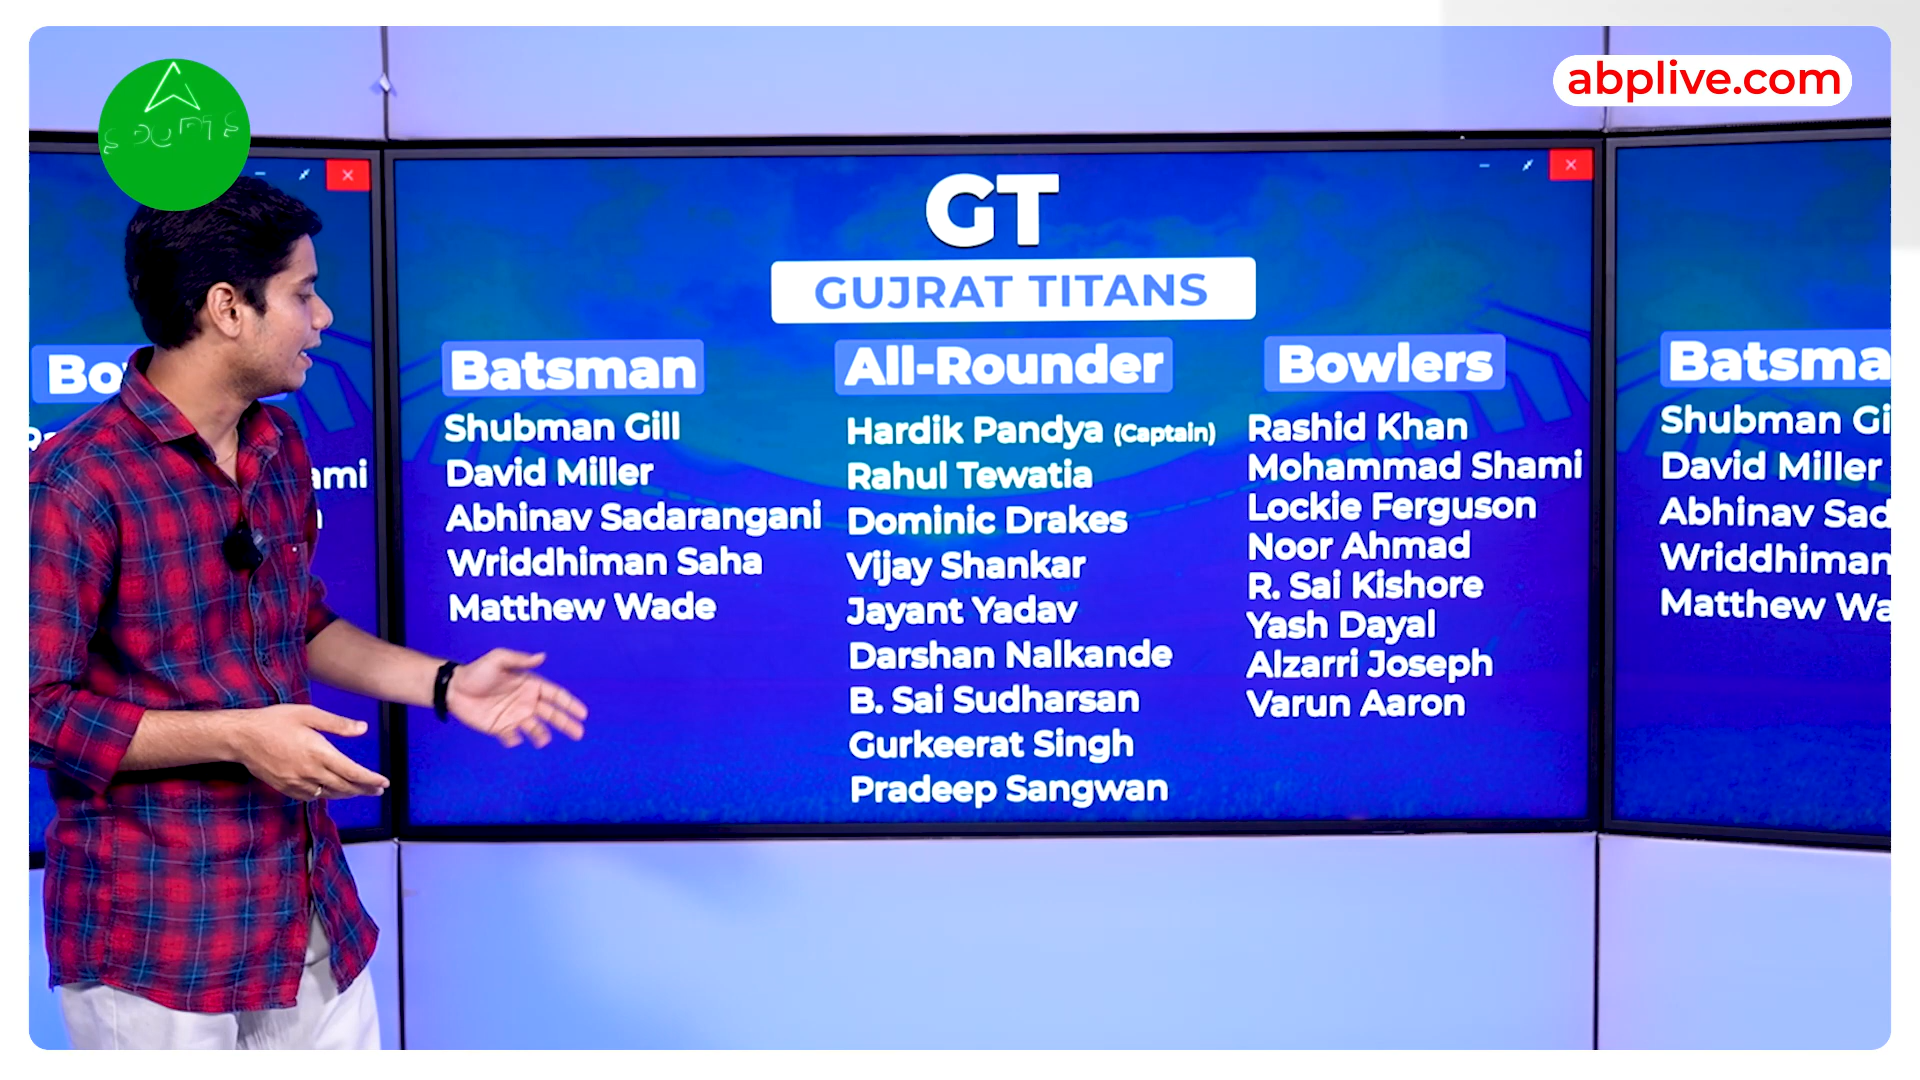 abplive.com
GT
GUJRAT TITANS
Batsman
Shubman Gill
David Miller
Abhinav Sadarangani
Wriddhiman Saha
Matthew Wade
All-Rounder
Hardik Pandya (Captain)
Rahul Tewatia
Dominic Drakes
Vijay Shankar
Jayant Yadav
Darshan Nalkande
B. Sai Sudharsan
Gurkeerat Singh
Pradeep Sangwan
Bowlers
Rashid Khan
Mohammad Shami
Lockie Ferguson
Noor Ahmad
R. Sai Kishore
Yash Dayal
Alzarri Joseph
Varun Aaron
Batsma
Shubman Gi
David Miller
Abhinav Sad
Wriddhiman
Matthew Wa
Bo
ami